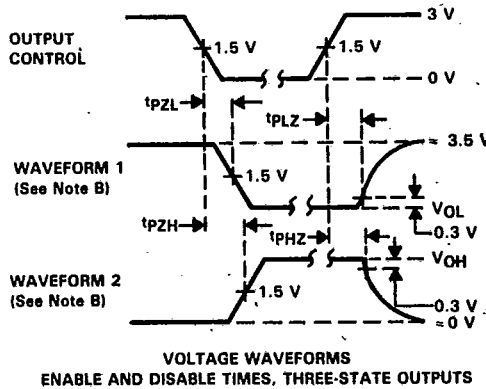 OUTPUT
CONTROL
3 V
1.5 V
1.5 V
0 V
tPZL
tPLZ
≈ 3.5 V
WAVEFORM 1
(See Note B)
1.5 V
VOL
0.3 V
tPZH
tPHZ
VOH
WAVEFORM 2
(See Note B)
1.5 V
0.3 V
≈ 0 V
VOLTAGE WAVEFORMS
ENABLE AND DISABLE TIMES, THREE-STATE OUTPUTS